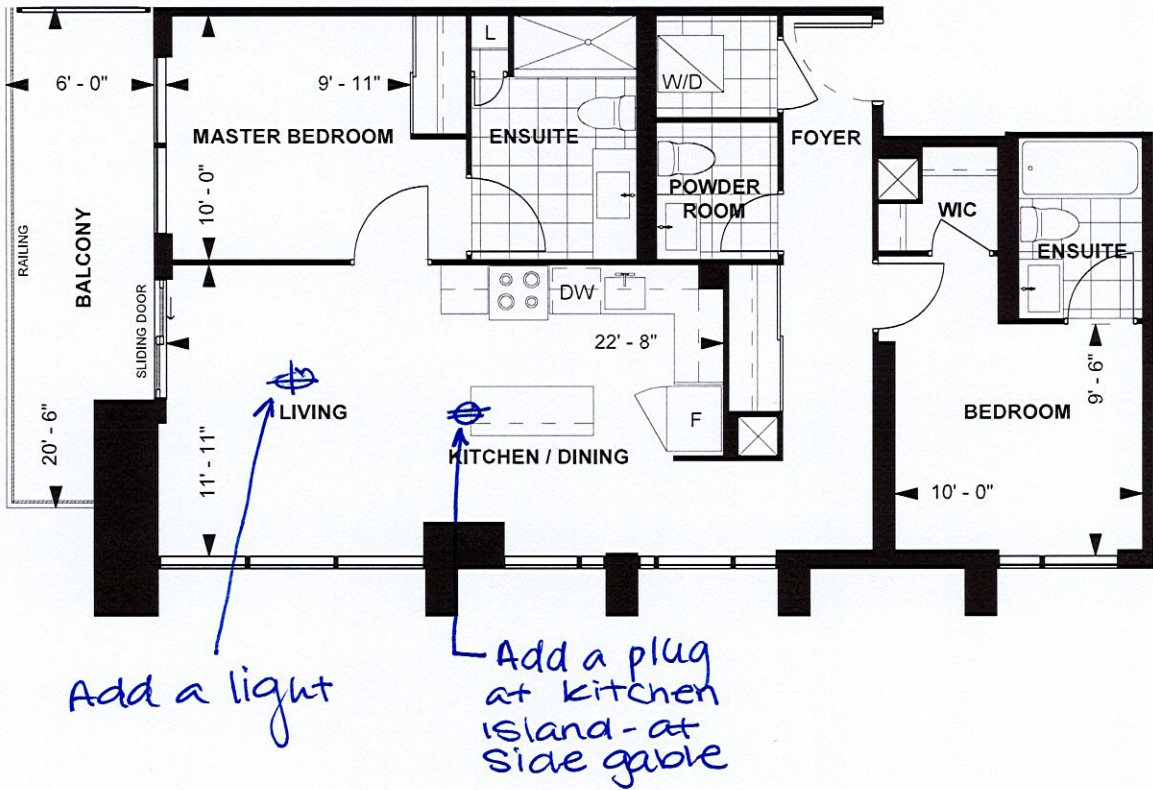 L
6' - 0"
9' - 11"
W/D
MASTER BEDROOM
ENSUITE
FOYER
POWDER
ROOM
10' - 0"
WIC
RAILING
BALCONY
ENSUITE
SLIDING DOOR
DW
22' - 8"
9' - 6"
LIVING
F
BEDROOM
20' - 6"
11' - 11"
KITCHEN / DINING
10' - 0"
Add a light
Add a plug
at kitchen
island - at
side gable